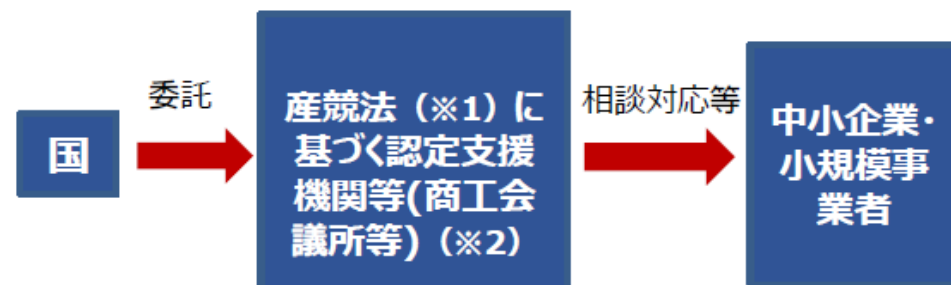 国
委託
産競法（※1）に
基づく認定支援
機関等(商工会
議所等)（※2）
相談対応等
中小企業・
小規模事
業者